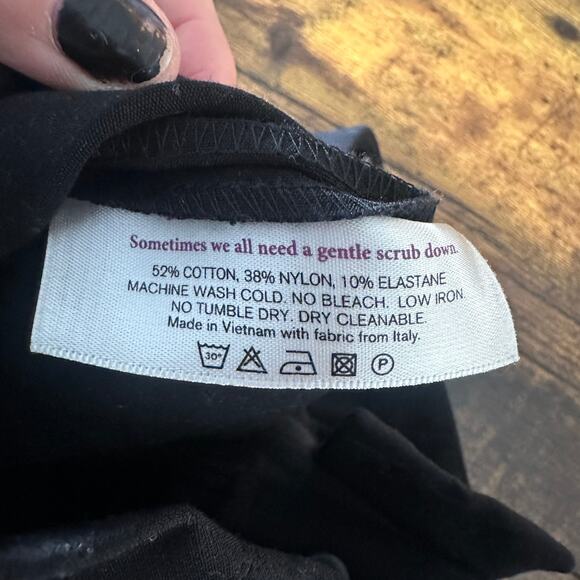 Sometimes we all need a gentle scrub down.
52% COTTON, 38% NYLON, 10% ELASTANE
MACHINE WASH COLD. NO BLEACH. LOW IRON.
NO TUMBLE DRY. DRY CLEANABLE.
Made in Vietnam with fabric from Italy.
30° P